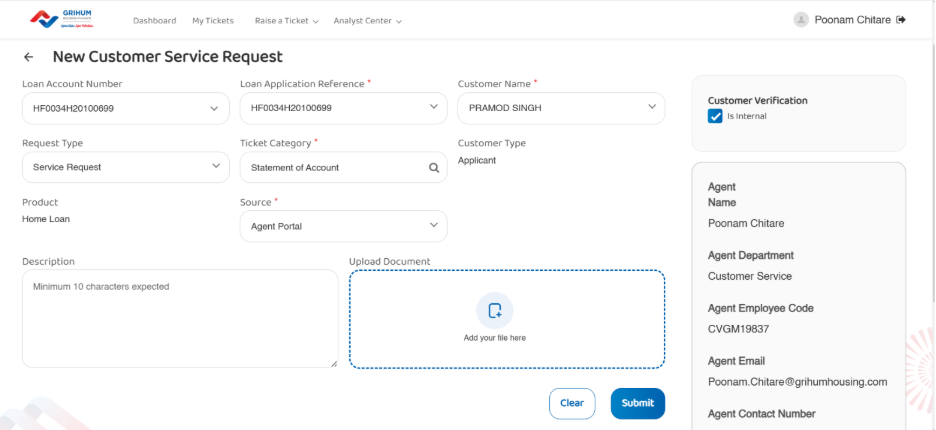 GRIHUM
Dashboard My Tickets Raise a Ticket Analyst Center Poonam Chitare
New Customer Service Request
Loan Account Number Loan Application Reference * Customer Name *
HF0034H20100699 HF0034H20100699 PRAMOD SINGH
Request Type Ticket Category * Customer Type
Service Request Statement of Account Applicant
Product Source *
Home Loan Agent Portal
Description Upload Document
Minimum 10 characters expected
Add your file here
Clear Submit
Customer Verification
Is Internal
Agent
Name
Poonam Chitare
Agent Department
Customer Service
Agent Employee Code
CVGM19837
Agent Email
Poonam.Chitare@grihumhousing.com
Agent Contact Number